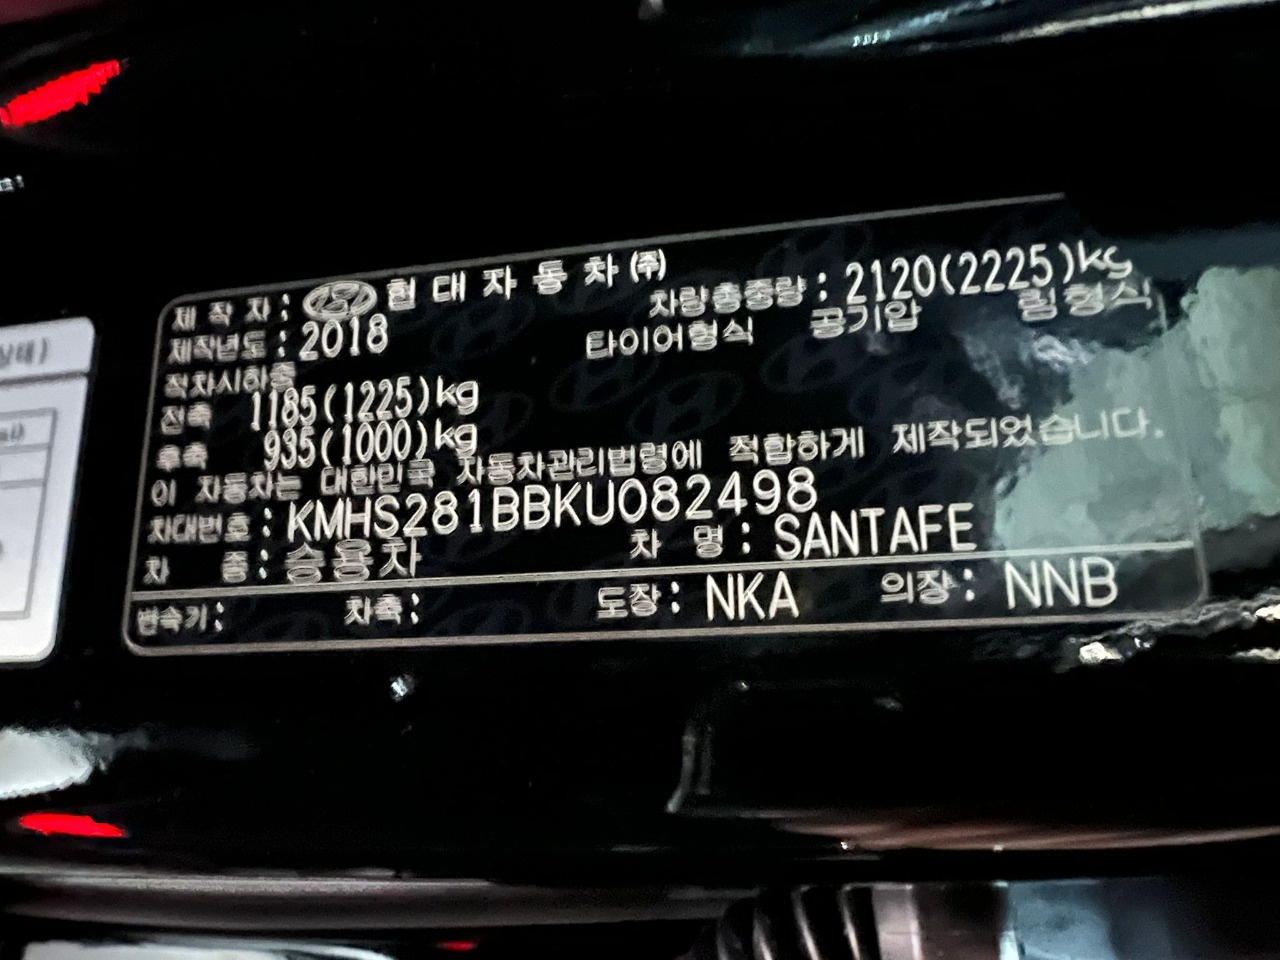 제 작 자 : 현 대 자 동 차 ㈜
차량총중량 : 2120(2225)kg
제작년도 : 2018
타이어형식 공기압 림형식
적차시하중
전축 1185(1225)kg
후축 935(1000)kg
이 자동차는 대한민국 자동차관리법령에 적합하게 제작되었습니다.
차대번호 : KMHS281BBKU082498
차 종 : 승용차 차 명 : SANTAFE
변속기 : 차축 : 도장 : NKA 의장 : NNB